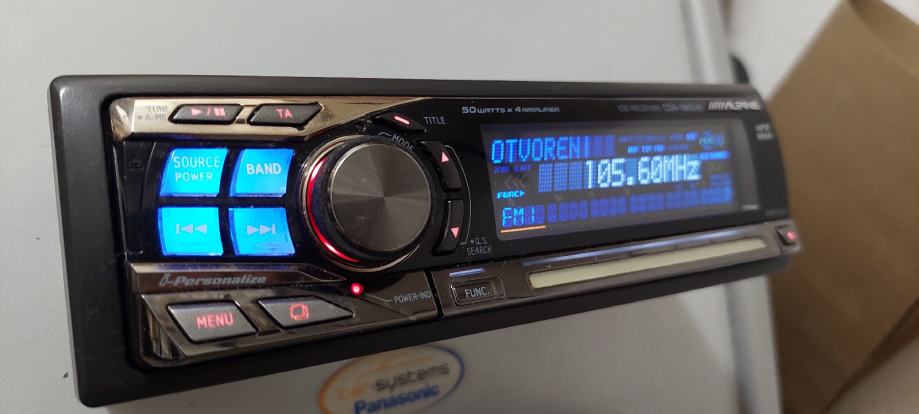 TUNE
A. ME
TA
TITLE
MODE
50 WATTS × 4 AMPLIFIER
CD RECEIVER
ALPINE
SOURCE
POWER
BAND
OTVORENI
105.60MHz
FUNC▸
FM1
Q.S.
SEARCH
i-Personalize
POWER-IND
FUNC.
MENU
systems
Panasonic